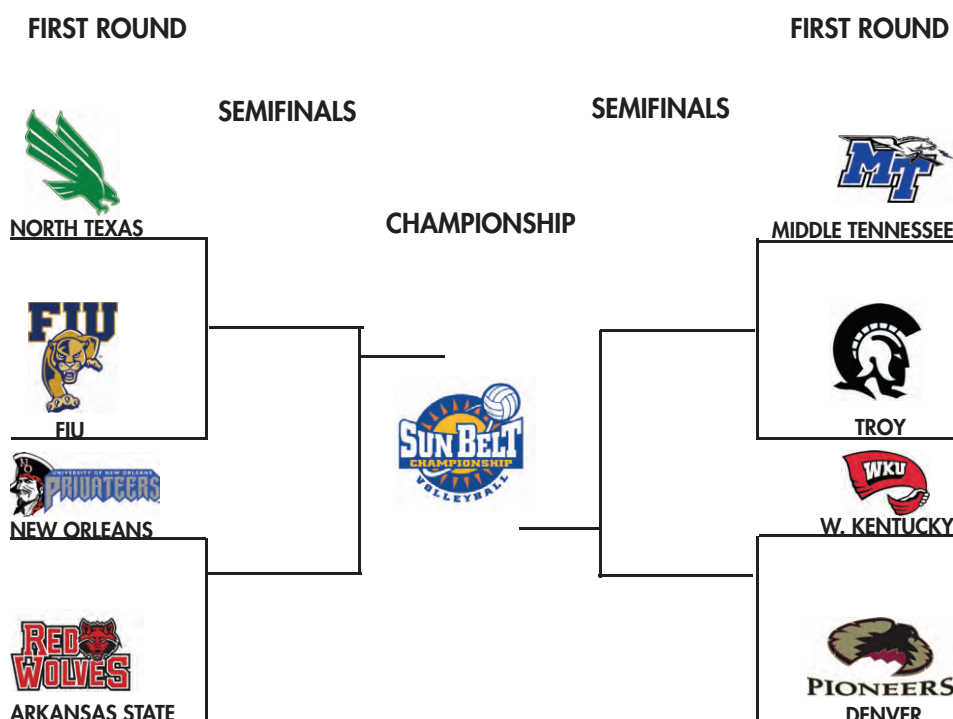 FIRST ROUND
FIRST ROUND
SEMIFINALS
SEMIFINALS
MT
NORTH TEXAS
CHAMPIONSHIP
MIDDLE TENNESSEE
FIU
FIU
TROY
SUN BELT
CHAMPIONSHIP
VOLLEYBALL
NO
UNIVERSITY OF NEW ORLEANS
PRIVATEERS
WKU
NEW ORLEANS
W. KENTUCKY
RED
WOLVES
PIONEERS
ARKANSAS STATE
DENVER